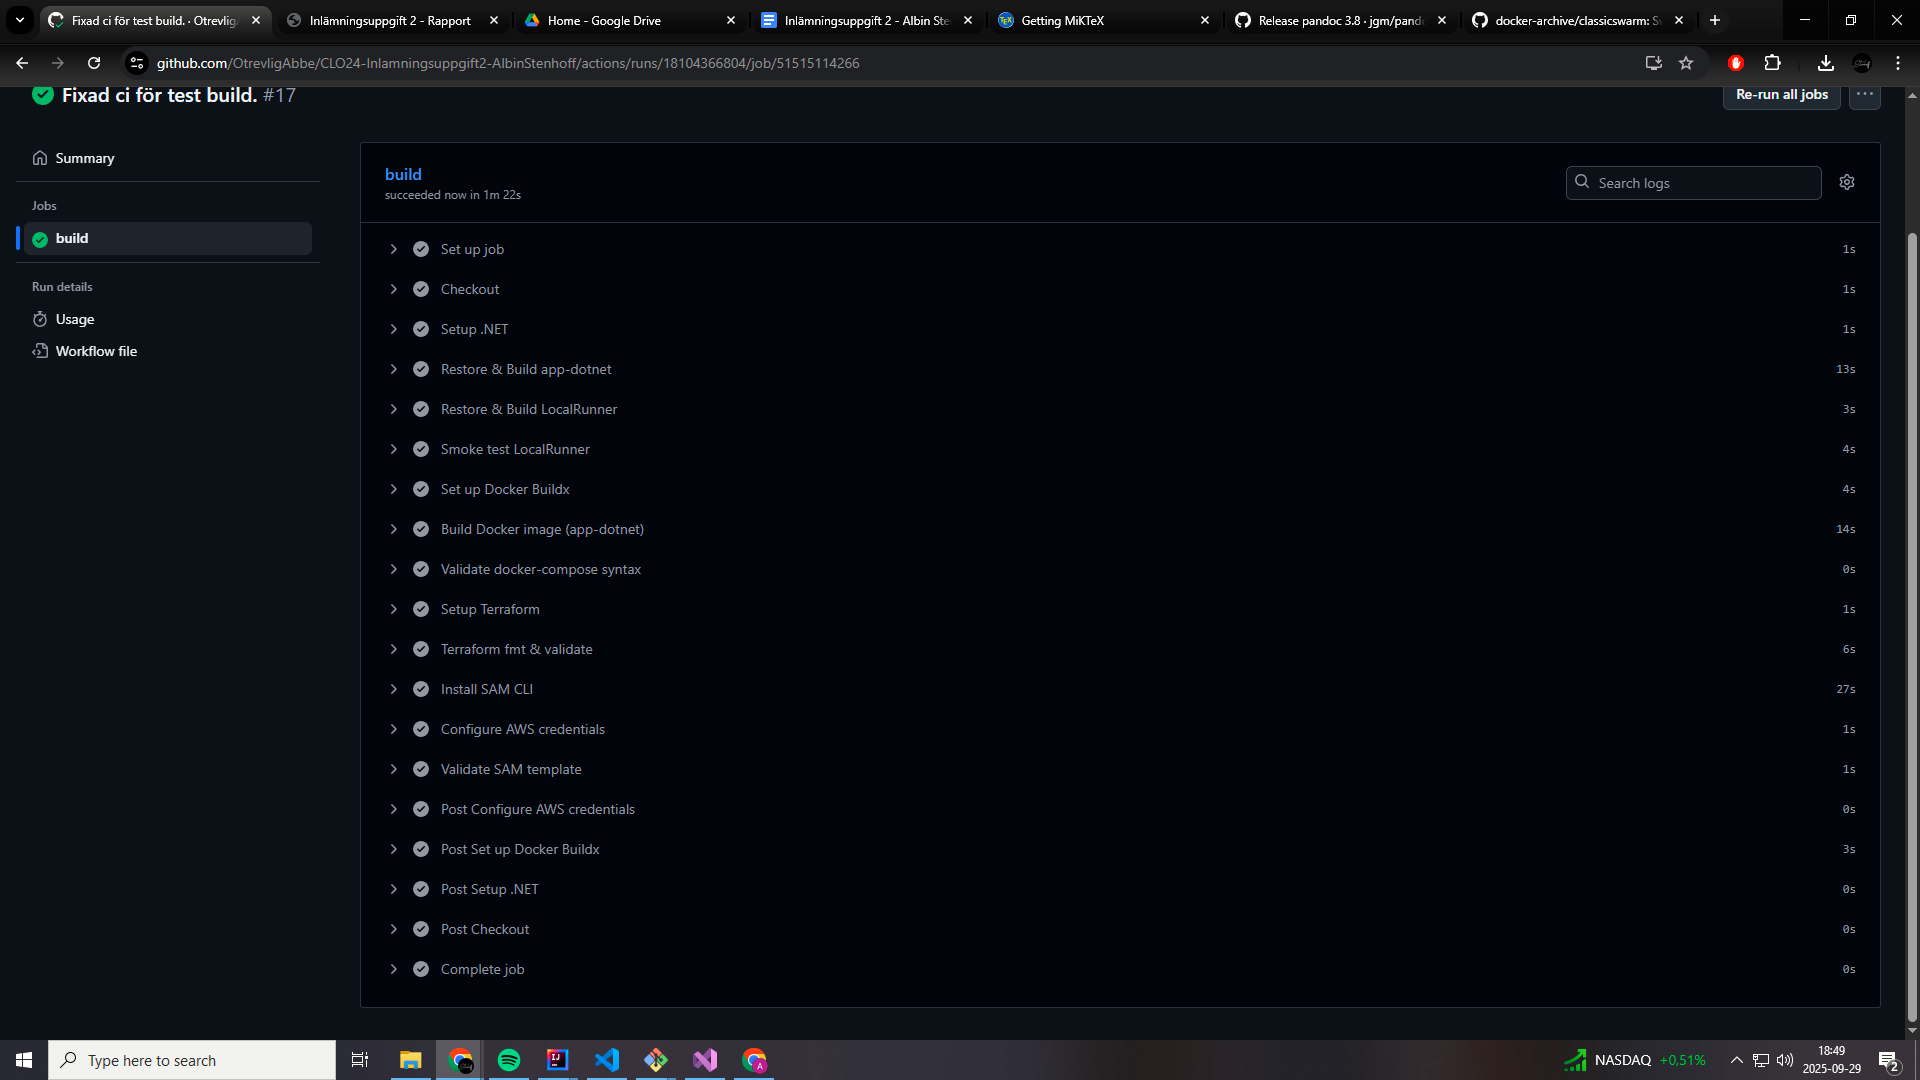 Fixad ci för test build. · Otrevlig
Inlämningsuppgift 2 - Rapport
Home - Google Drive
Inlämningsuppgift 2 - Albin Ste
Getting MiKTeX
Release pandoc 3.8 · jgm/pand
docker-archive/classicswarm: Sw
github.com/OtrevligAbbe/CLO24-Inlamningsuppgift2-AlbinStenhoff/actions/runs/18104366804/job/51515114266
Fixad ci för test build. #17
Re-run all jobs
Summary
Jobs
build
Run details
Usage
Workflow file
build
succeeded now in 1m 22s
Search logs
Set up job 1s
Checkout 1s
Setup .NET 1s
Restore & Build app-dotnet 13s
Restore & Build LocalRunner 3s
Smoke test LocalRunner 4s
Set up Docker Buildx 4s
Build Docker image (app-dotnet) 14s
Validate docker-compose syntax 0s
Setup Terraform 1s
Terraform fmt & validate 6s
Install SAM CLI 27s
Configure AWS credentials 1s
Validate SAM template 1s
Post Configure AWS credentials 0s
Post Set up Docker Buildx 3s
Post Setup .NET 0s
Post Checkout 0s
Complete job 0s
Type here to search
NASDAQ +0,51%
18:49
2025-09-29
2